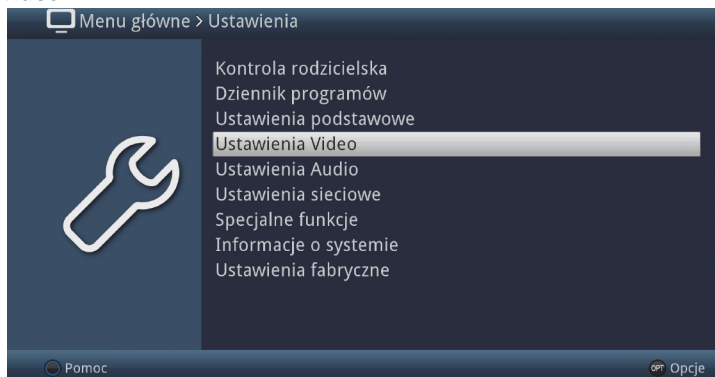 Menu główne > Ustawienia
Kontrola rodzicielska
Dziennik programów
Ustawienia podstawowe
Ustawienia Video
Ustawienia Audio
Ustawienia sieciowe
Specjalne funkcje
Informacje o systemie
Ustawienia fabryczne
Pomoc
OPT Opcje